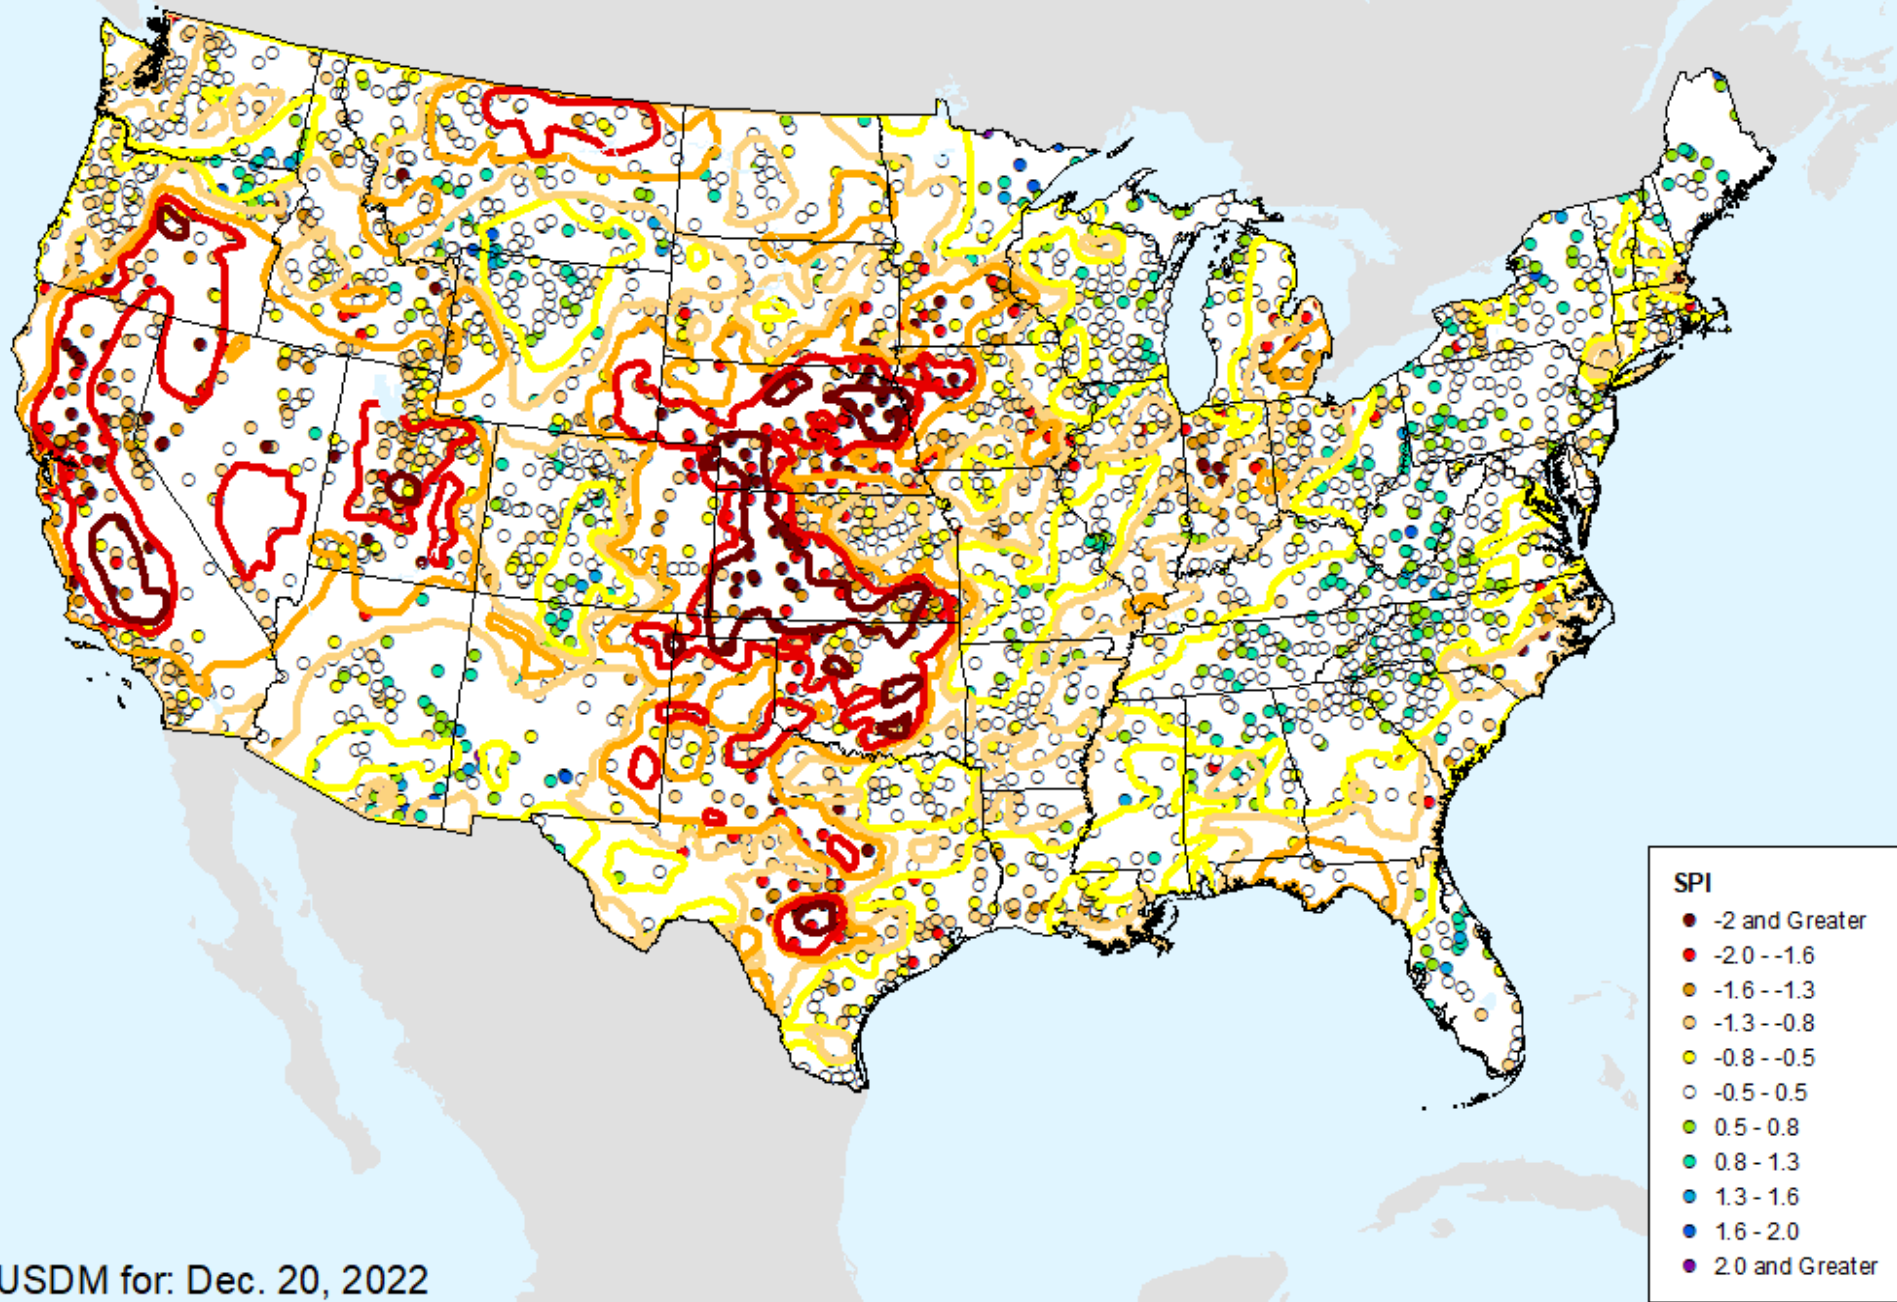 SPI
-2 and Greater
-2.0 - -1.6
-1.6 - -1.3
-1.3 - -0.8
-0.8 - -0.5
-0.5 - 0.5
0.5 - 0.8
0.8 - 1.3
1.3 - 1.6
1.6 - 2.0
2.0 and Greater
USDM for: Dec. 20, 2022